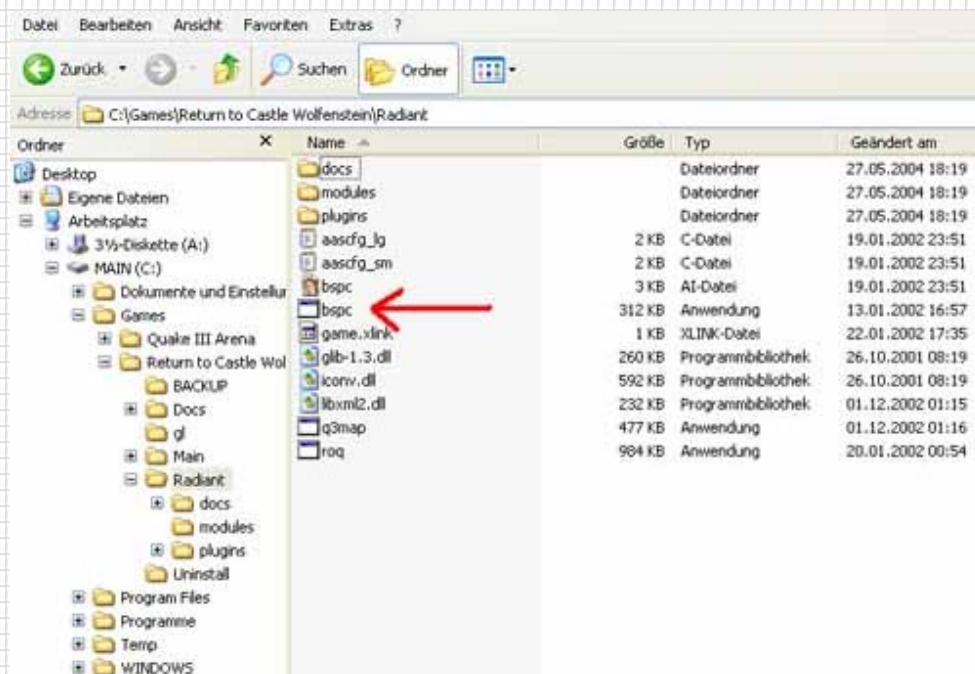 Datei Bearbeiten Ansicht Favoriten Extras ?
Zurück Suchen Ordner
Adresse C:\Games\Return to Castle Wolfenstein\Radiant
Ordner X Name Größe Typ Geändert am
Desktop
Eigene Dateien
Arbeitsplatz
3½-Diskette (A:)
MAIN (C:)
Dokumente und Einstellur
Games
Quake III Arena
Return to Castle Wol
BACKUP
Docs
gl
Main
Radiant
docs
modules
plugins
Uninstall
Program Files
Programme
Temp
WINDOWS
docs Dateiordner 27.05.2004 18:19
modules Dateiordner 27.05.2004 18:19
plugins Dateiordner 27.05.2004 18:19
aascfg_lg 2 KB C-Datei 19.01.2002 23:51
aascfg_sm 2 KB C-Datei 19.01.2002 23:51
bspc 3 KB AI-Datei 19.01.2002 23:51
bspc 312 KB Anwendung 13.01.2002 16:57
game.xlink 1 KB XLINK-Datei 22.01.2002 17:35
glib-1.3.dll 260 KB Programmbibliothek 26.10.2001 08:19
iconv.dll 592 KB Programmbibliothek 26.10.2001 08:19
libxml2.dll 232 KB Programmbibliothek 01.12.2002 01:15
q3map 477 KB Anwendung 01.12.2002 01:16
roq 984 KB Anwendung 20.01.2002 00:54